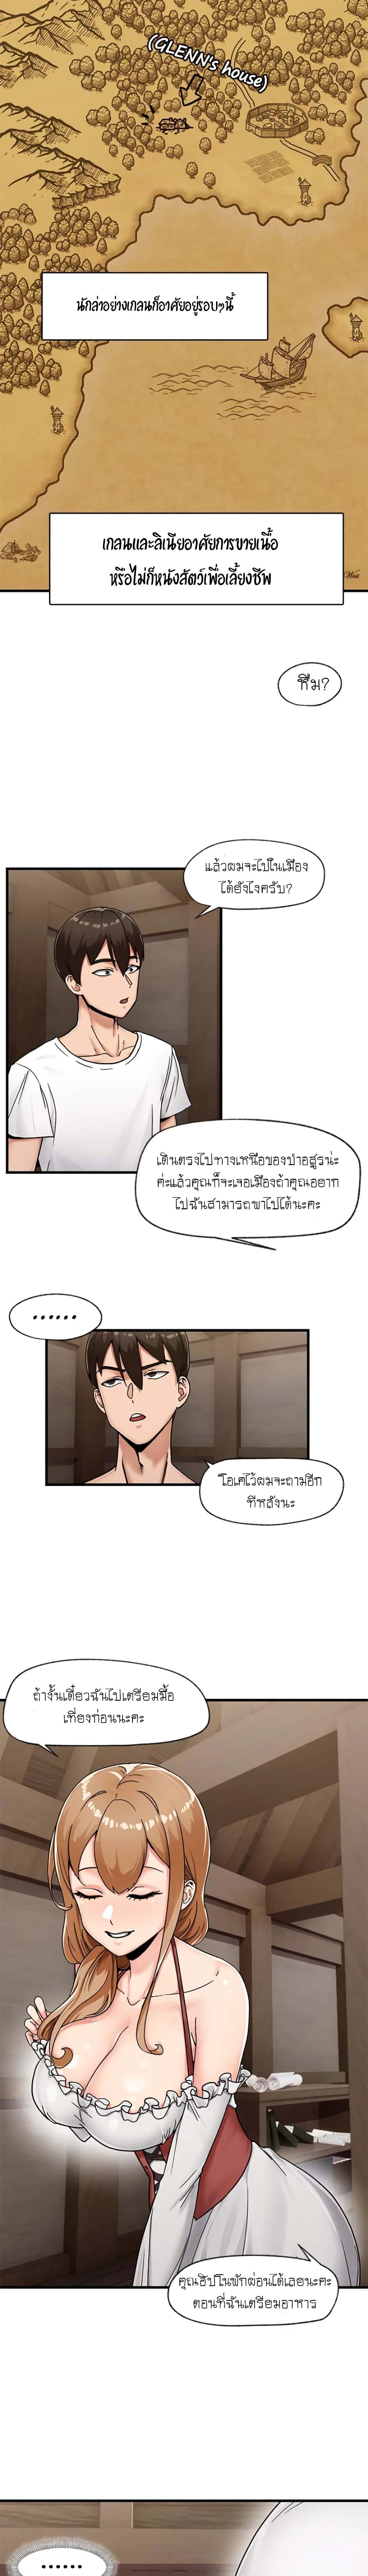 (GLENN's house)
นักล่าอย่างเกลนก็อาศัยอยู่รอบๆนี้
เกลนและลิเนียอาศัยการขายเนื้อ
หรือไม่ก็หนังสัตว์เพื่อเลี้ยงชีพ
West
หืม?
แล้วผมจะไปในเมือง
ได้ยังไงครับ?
เดินตรงไปทางเหนือของป่าอสูรน่ะ
ค่ะแล้วคุณก็จะเจอเมืองถ้าคุณอยาก
ไปฉันสามารถพาไปได้นะคะ
......
โอเคไว้ผมจะถามอีก
ทีหลังนะ
ถ้างั้นเดี๋ยวฉันไปเตรียมมื้อ
เที่ยงก่อนนะคะ
คุณฮิปโนพักผ่อนได้เลยนะคะ
ตอนที่ฉันเตรียมอาหาร
......